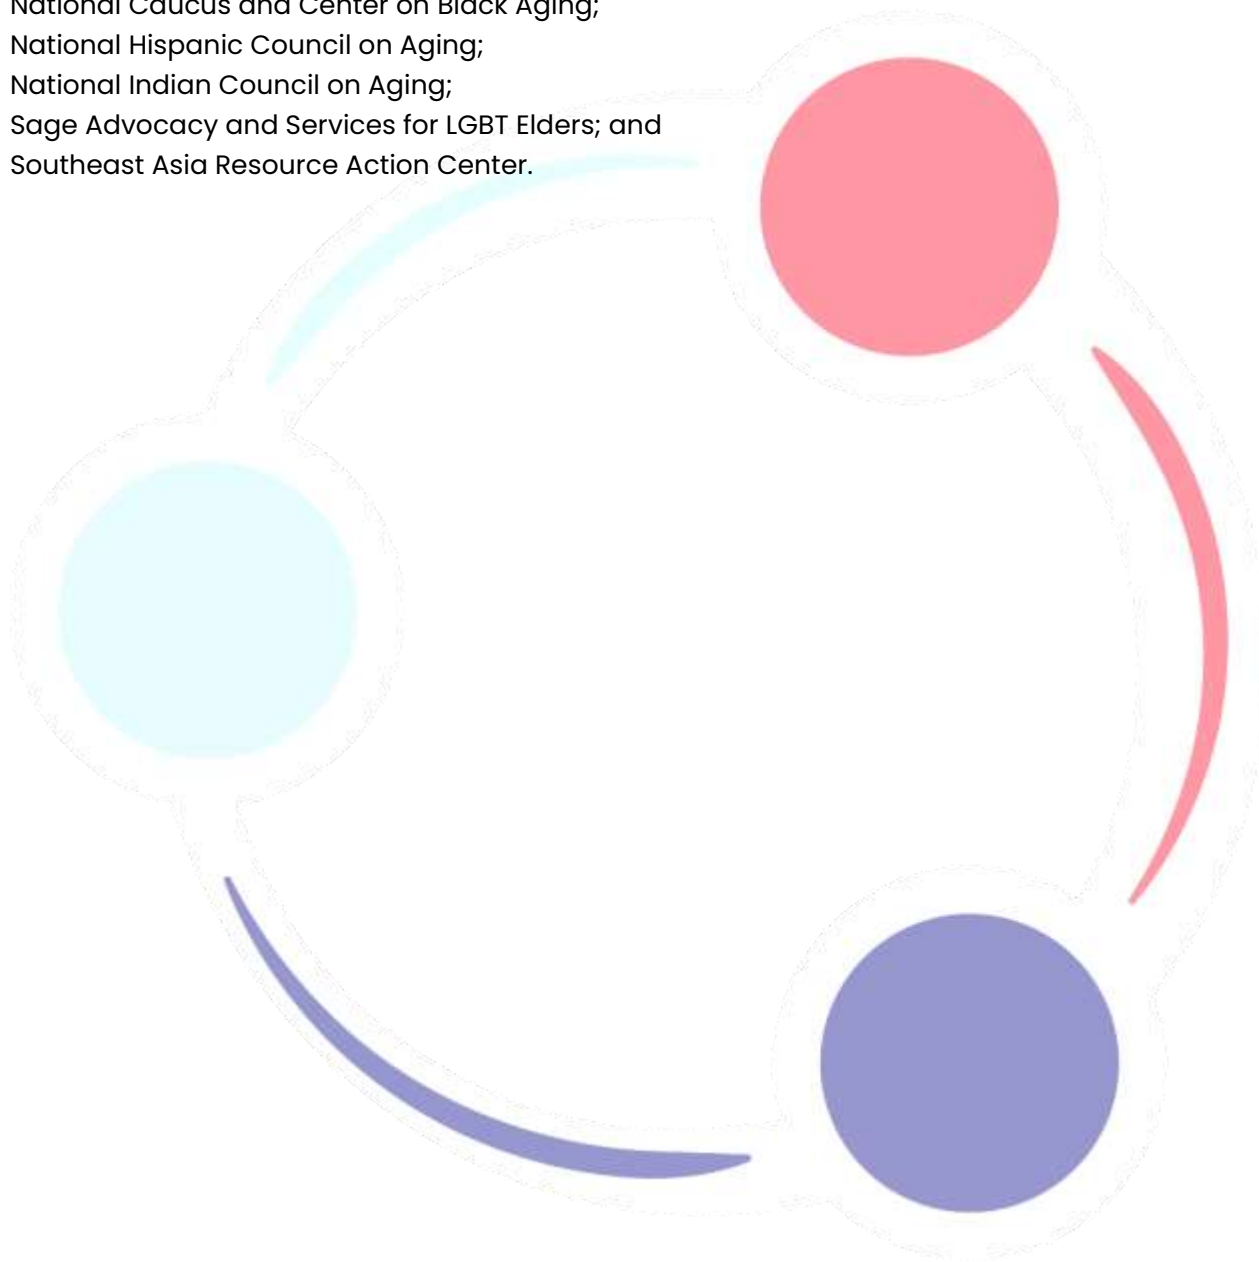 National Caucus and Center on Black Aging;
National Hispanic Council on Aging;
National Indian Council on Aging;
Sage Advocacy and Services for LGBT Elders; and
Southeast Asia Resource Action Center.